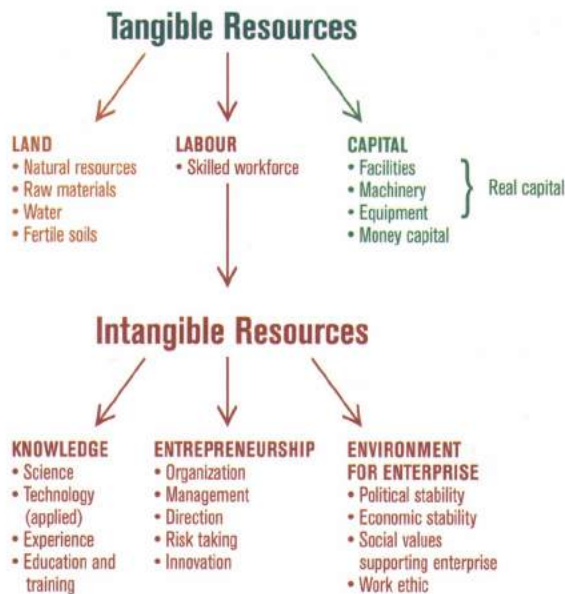 Tangible Resources
LAND
• Natural resources
• Raw materials
• Water
• Fertile soils
LABOUR
• Skilled workforce
CAPITAL
• Facilities
• Machinery
• Equipment
• Money capital
Real capital
Intangible Resources
KNOWLEDGE
• Science
• Technology
(applied)
• Experience
• Education and
training
ENTREPRENEURSHIP
• Organization
• Management
• Direction
• Risk taking
• Innovation
ENVIRONMENT
FOR ENTERPRISE
• Political stability
• Economic stability
• Social values
supporting enterprise
• Work ethic